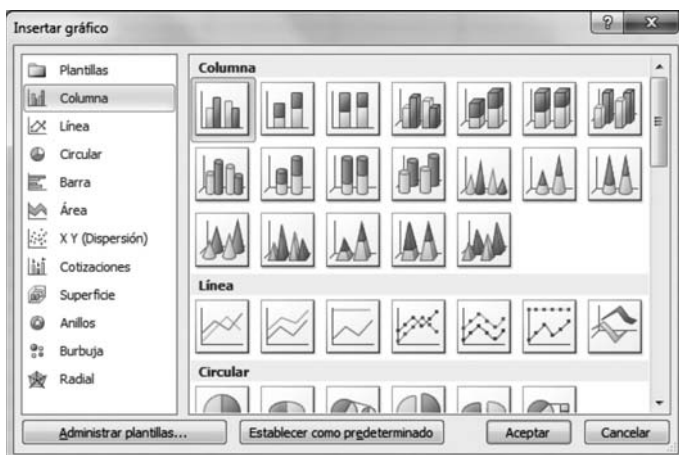 Insertar gráfico
Plantillas
Columna
Línea
Circular
Barra
Área
X Y (Dispersión)
Cotizaciones
Superficie
Anillos
Burbuja
Radial
Columna
Línea
Circular
Administrar plantillas...
Establecer como predeterminado
Aceptar
Cancelar